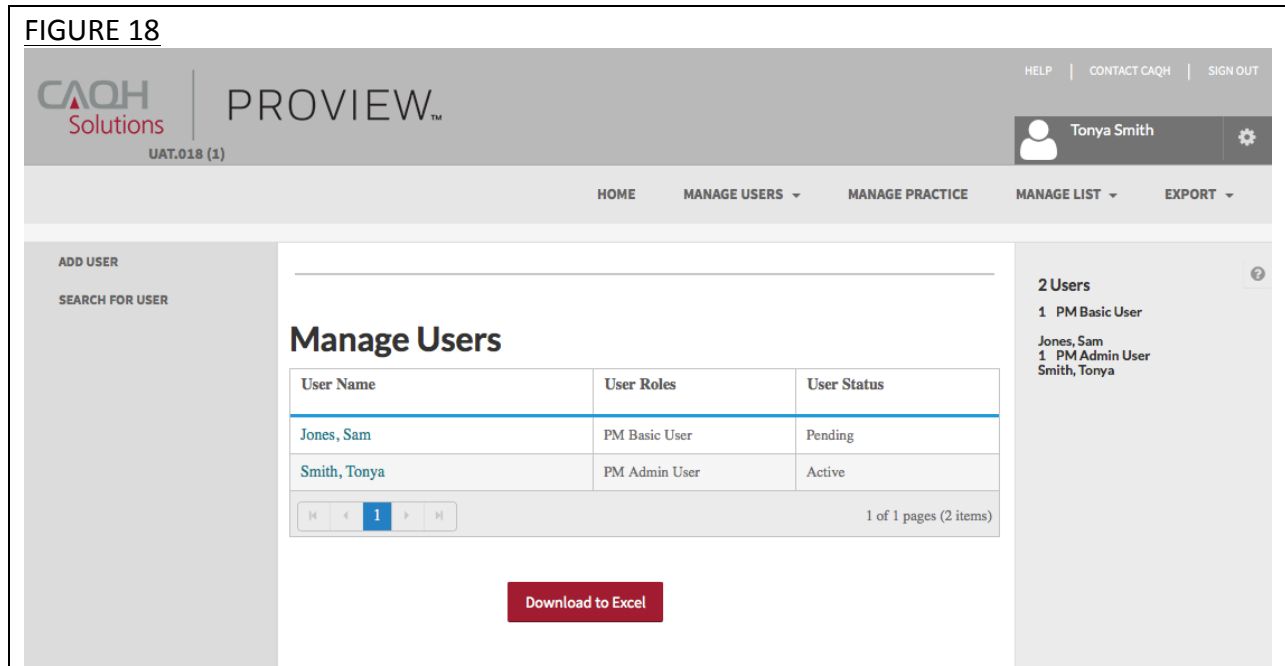 FIGURE 18
HELP | CONTACT CAQH | SIGN OUT
CAQH
Solutions
PROVIEW™
UAT.018 (1)
Tonya Smith
HOME MANAGE USERS MANAGE PRACTICE MANAGE LIST EXPORT
ADD USER
SEARCH FOR USER
Manage Users
User Name User Roles User Status
Jones, Sam PM Basic User Pending
Smith, Tonya PM Admin User Active
1 1 of 1 pages (2 items)
Download to Excel
?
2 Users
1 PM Basic User
Jones, Sam
1 PM Admin User
Smith, Tonya